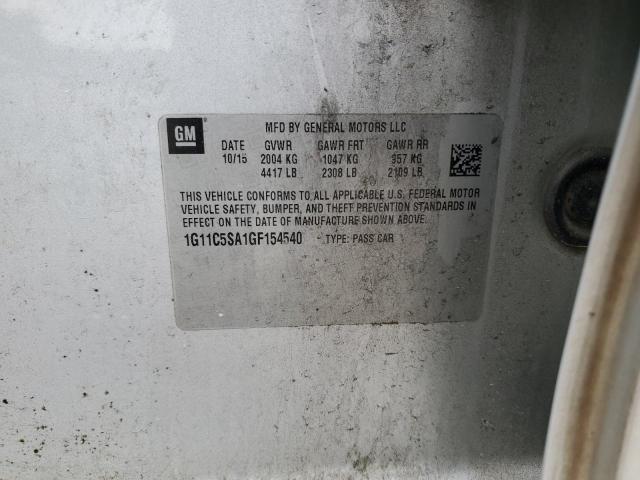 GM
MFD BY GENERAL MOTORS LLC
DATE GVWR GAWR FRT GAWR RR
10/15 2004 KG 1047 KG 957 KG
4417 LB 2308 LB 2109 LB
THIS VEHICLE CONFORMS TO ALL APPLICABLE U.S. FEDERAL MOTOR
VEHICLE SAFETY, BUMPER, AND THEFT PREVENTION STANDARDS IN
EFFECT ON THE DATE OF MANUFACTURE SHOWN ABOVE.
1G11C5SA1GF154540 TYPE: PASS CAR